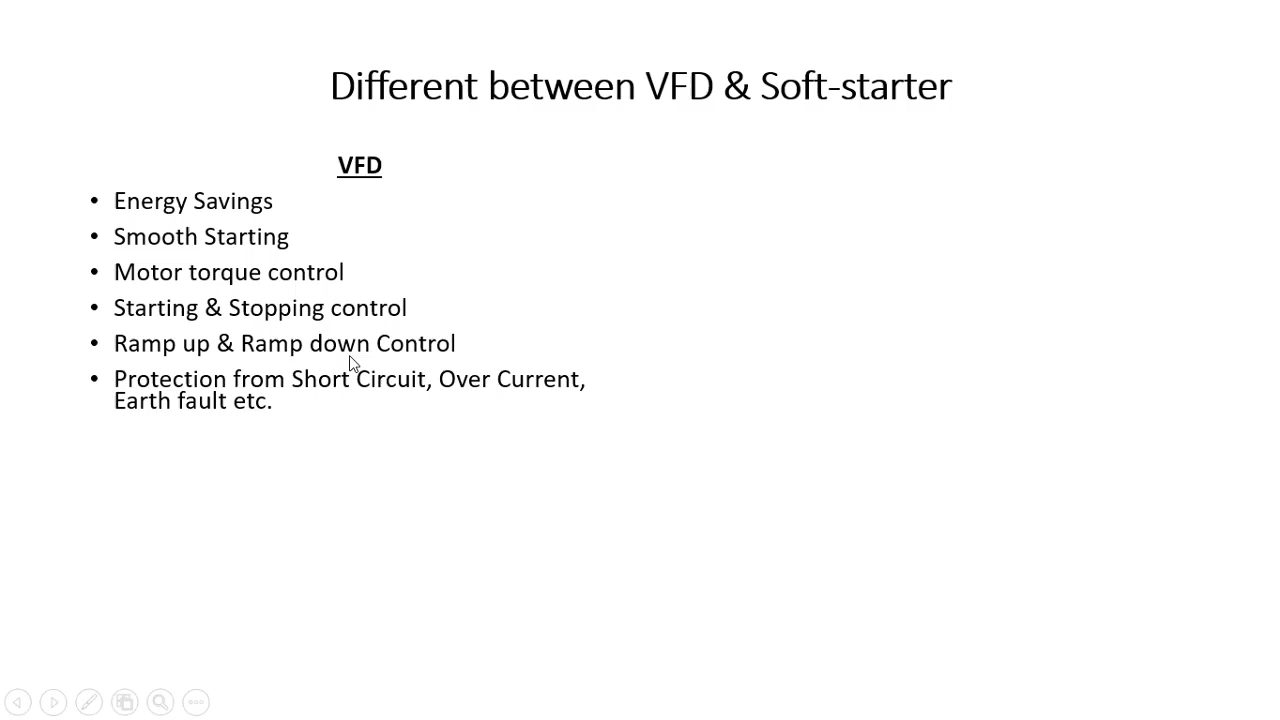 Different between VFD & Soft-starter
VFD
• Energy Savings
• Smooth Starting
• Motor torque control
• Starting & Stopping control
• Ramp up & Ramp down Control
• Protection from Short Circuit, Over Current,
Earth fault etc.